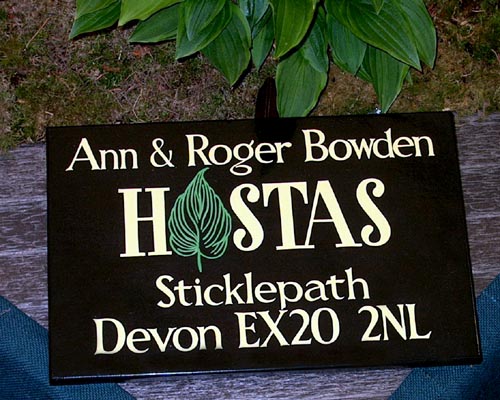 Ann & Roger Bowden
HOSTAS
Sticklepath
Devon EX20 2NL